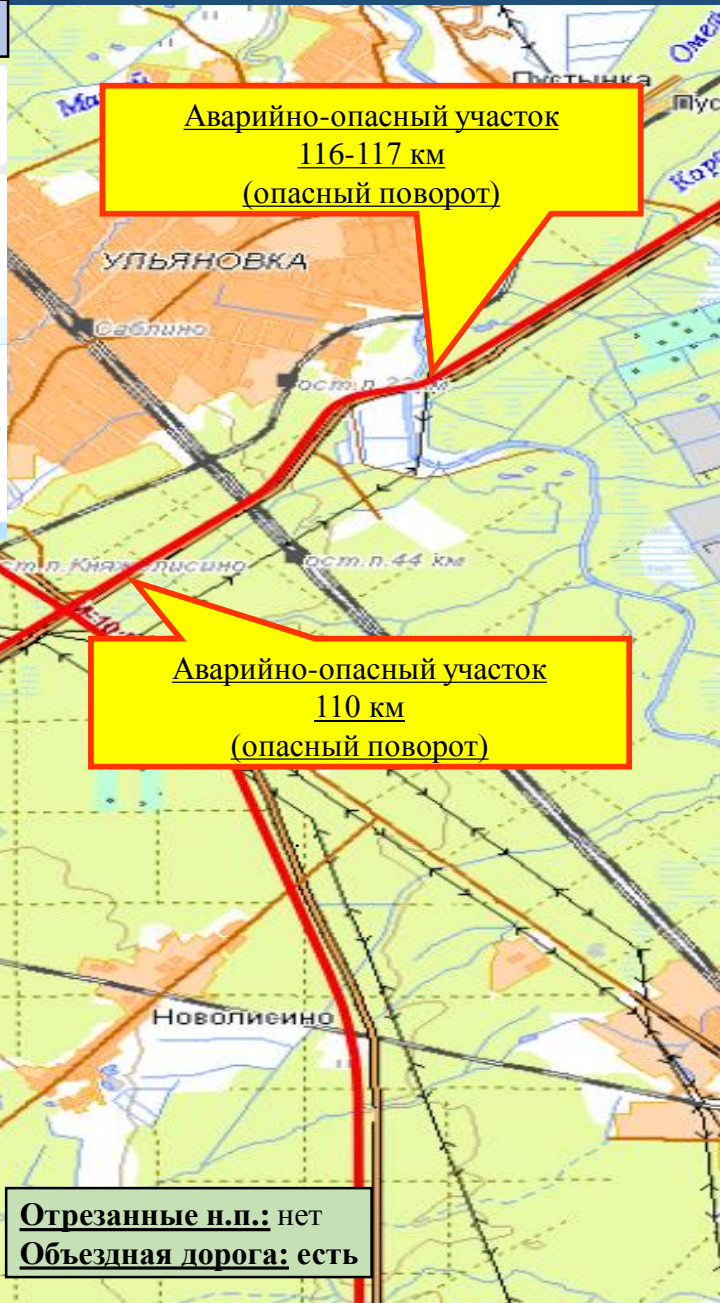 Пустынка
Аварийно-опасный участок
116-117 км
(опасный поворот)
УЛЬЯНОВКА
Саблино
ост.п.44 км
Аварийно-опасный участок
110 км
(опасный поворот)
Новолисино
Отрезанные н.п.: нет
Объездная дорога: есть